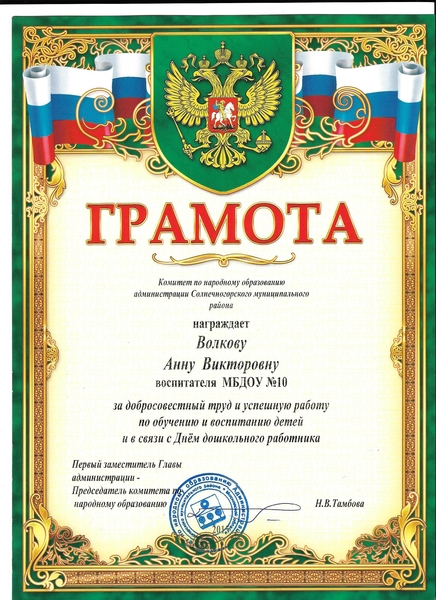 ГРАМОТА
Комитет по народному образованию
администрации Солнечногорского муниципального
района
награждает
Волкову
Анну Викторовну
воспитателя МБДОУ №10
за добросовестный труд и успешную работу
по обучению и воспитанию детей
и в связи с Днём дошкольного работника
Первый заместитель Главы
администрации -
Председатель комитета по
народному образованию
Н.В.Тамбова